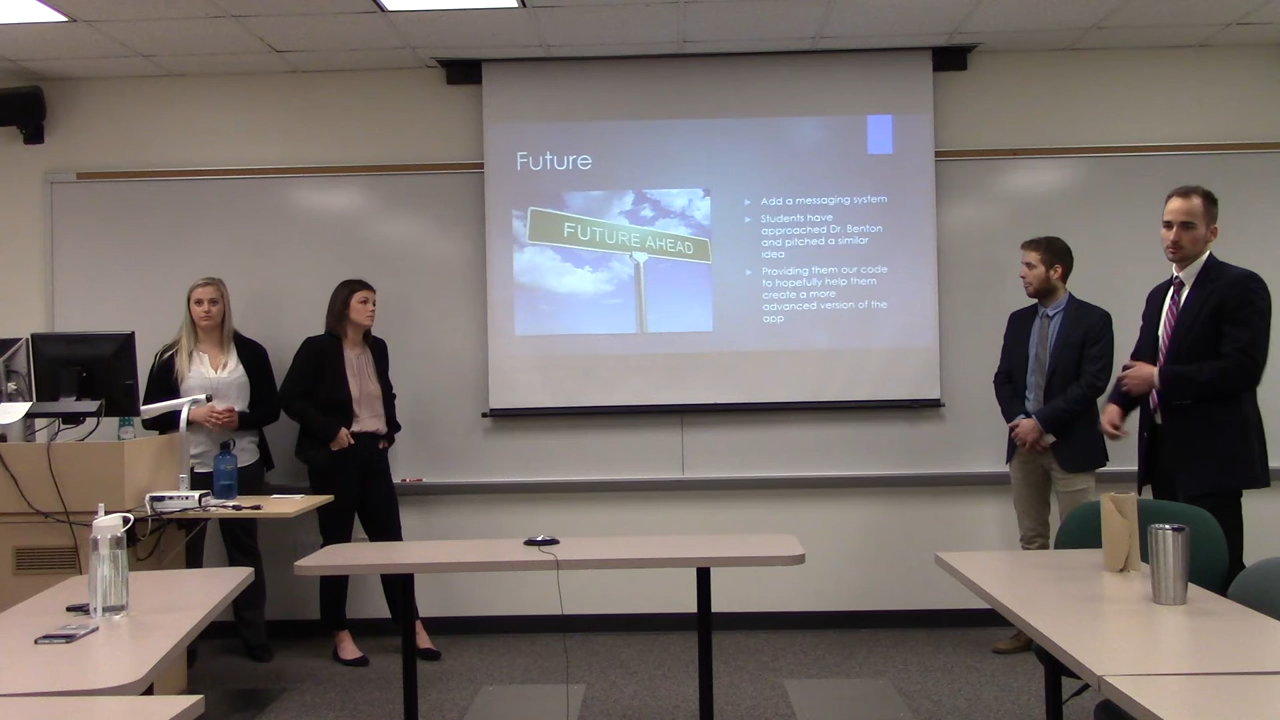 Future
FUTURE AHEAD
Add a messaging system
Students have
approached Dr. Benton
and pitched a similar
idea
Providing them our code
to hopefully help them
create a more
advanced version of the
app